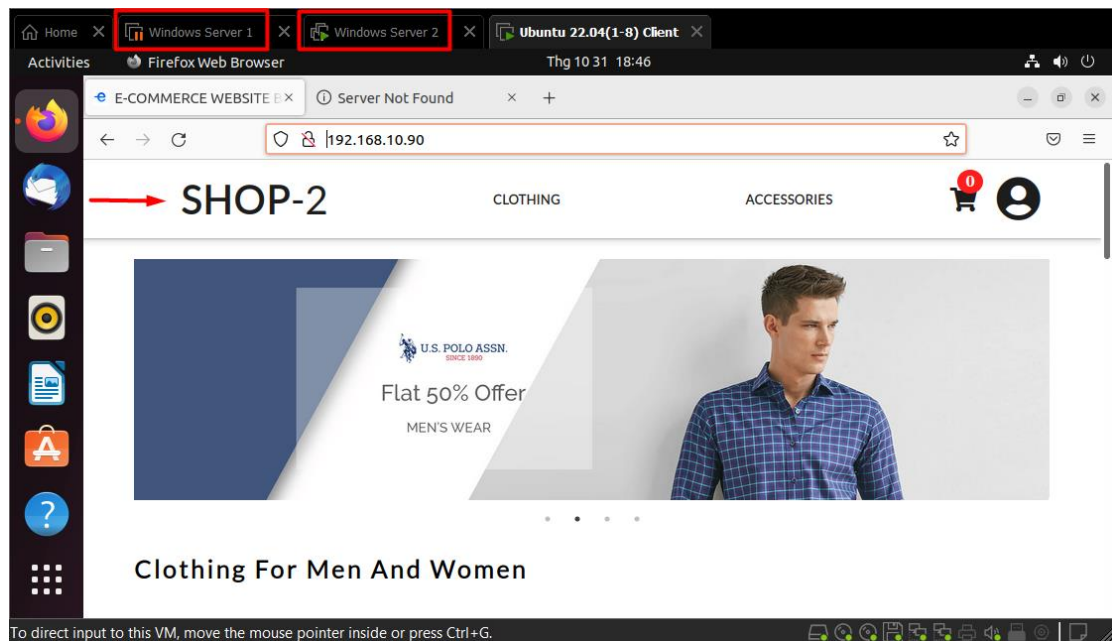 Home
Windows Server 1
Windows Server 2
Ubuntu 22.04(1-8) Client
Activities
Firefox Web Browser
Thg 10 31 18:46
E-COMMERCE WEBSITE B
Server Not Found
192.168.10.90
SHOP-2
CLOTHING
ACCESSORIES
0
U.S. POLO ASSN.
SINCE 1890
Flat 50% Offer
MEN'S WEAR
Clothing For Men And Women
To direct input to this VM, move the mouse pointer inside or press Ctrl+G.